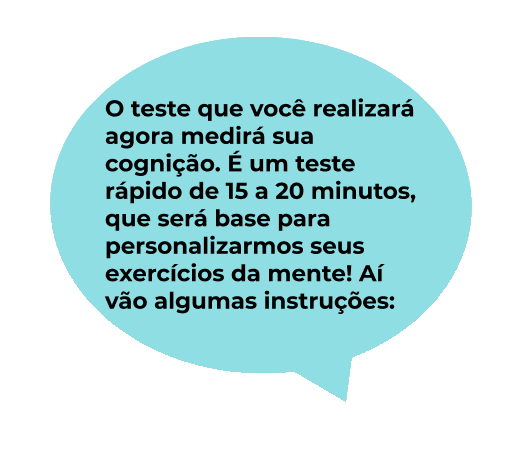 O teste que você realizará
agora medirá sua
cognição. É um teste
rápido de 15 a 20 minutos,
que será base para
personalizarmos seus
exercícios da mente! Aí
vão algumas instruções: